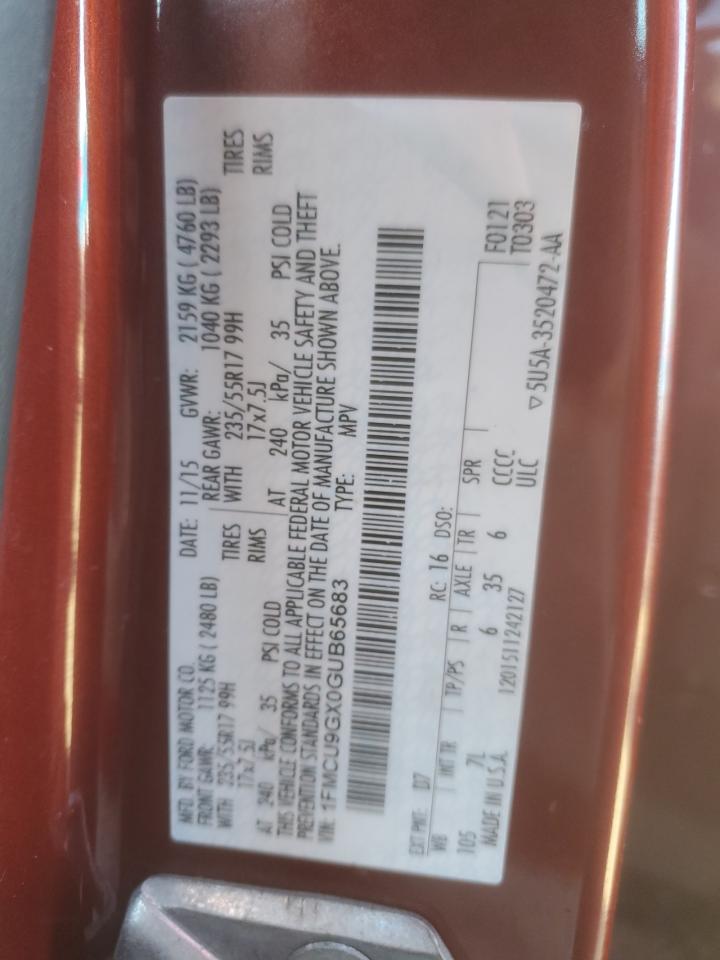 MFD. BY FORD MOTOR CO. DATE: 11/15 GVWR: 2159 KG ( 4760 LB)
FRONT GAWR: 1125 KG ( 2480 LB) REAR GAWR: 1040 KG ( 2293 LB)
WITH 235/55R17 99H TIRES WITH 235/55R17 99H TIRES
17x7.5J RIMS 17x7.5J RIMS
AT 240 kPa/ 35 PSI COLD AT 240 kPa/ 35 PSI COLD
THIS VEHICLE CONFORMS TO ALL APPLICABLE FEDERAL MOTOR VEHICLE SAFETY AND THEFT
PREVENTION STANDARDS IN EFFECT ON THE DATE OF MANUFACTURE SHOWN ABOVE.
VIN: 1FMCU9GX0GUB65683 TYPE: MPV
EXT PNT: D7 RC: 16 DSO:
WB | INT TR | TP/PS | R | AXLE | TR | SPR F0121
105 7L 6 35 6 CCCC T0303
MADE IN U.S.A. 1201511242127 ULC
▽5U5A-3520472-AA